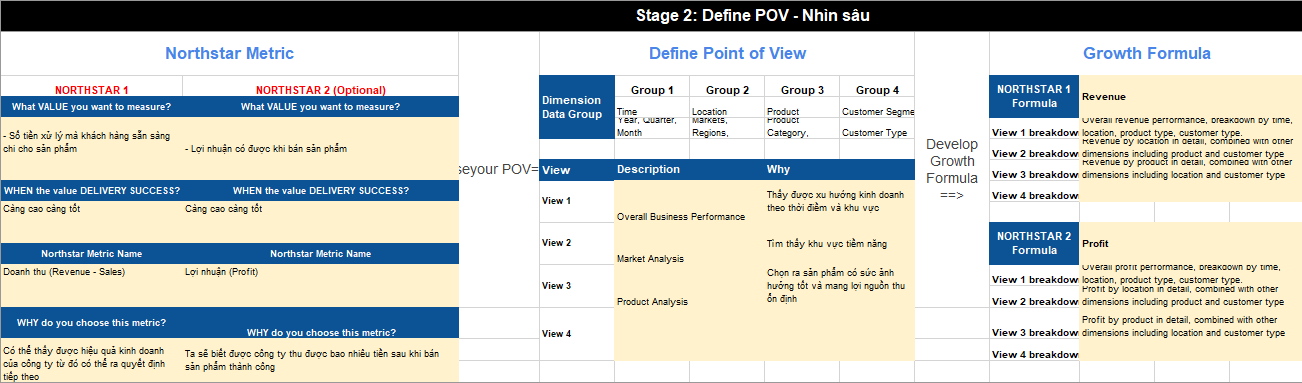 Stage 2: Define POV - Nhìn sâu
Northstar Metric
NORTHSTAR 1
NORTHSTAR 2 (Optional)
What VALUE you want to measure?
What VALUE you want to measure?
- Số tiền xử lý mà khách hàng sẵn sàng
chi cho sản phẩm
- Lợi nhuận có được khi bán sản phẩm
WHEN the value DELIVERY SUCCESS?
WHEN the value DELIVERY SUCCESS?
Càng cao càng tốt
Càng cao càng tốt
Northstar Metric Name
Northstar Metric Name
Doanh thu (Revenue - Sales)
Lợi nhuận (Profit)
WHY do you choose this metric?
WHY do you choose this metric?
Có thể thấy được hiệu quả kinh doanh
của công ty từ đó có thể ra quyết định
tiếp theo
Ta sẽ biết được công ty thu được bao nhiêu tiền sau khi bán
sản phẩm thành công
seyour POV=
Define Point of View
Dimension
Data Group
Group 1
Group 2
Group 3
Group 4
Time
Location
Product
Customer Segme
Year, Quarter,
Month
Markets,
Regions,
Product
Category,
Customer Type
View
Description
Why
View 1
Overall Business Performance
Thấy được xu hướng kinh doanh
theo thời điểm và khu vực
View 2
Market Analysis
Tìm thấy khu vực tiềm năng
View 3
Product Analysis
Chọn ra sản phẩm có sức ảnh
hưởng tốt và mang lợi nguồn thu
ổn định
View 4
Develop
Growth
Formula
==>
Growth Formula
NORTHSTAR 1
Formula
Revenue
View 1 breakdow
Overall revenue performance, breakdown by time,
location, product type, customer type.
View 2 breakdow
Revenue by location in detail, combined with other
dimensions including product and customer type
View 3 breakdow
Revenue by product in detail, combined with other
dimensions including location and customer type
View 4 breakdow
NORTHSTAR 2
Formula
Profit
View 1 breakdow
Overall profit performance, breakdown by time,
location, product type, customer type.
View 2 breakdow
Profit by location in detail, combined with other
dimensions including product and customer type
View 3 breakdow
Profit by product in detail, combined with other
dimensions including location and customer type
View 4 breakdow